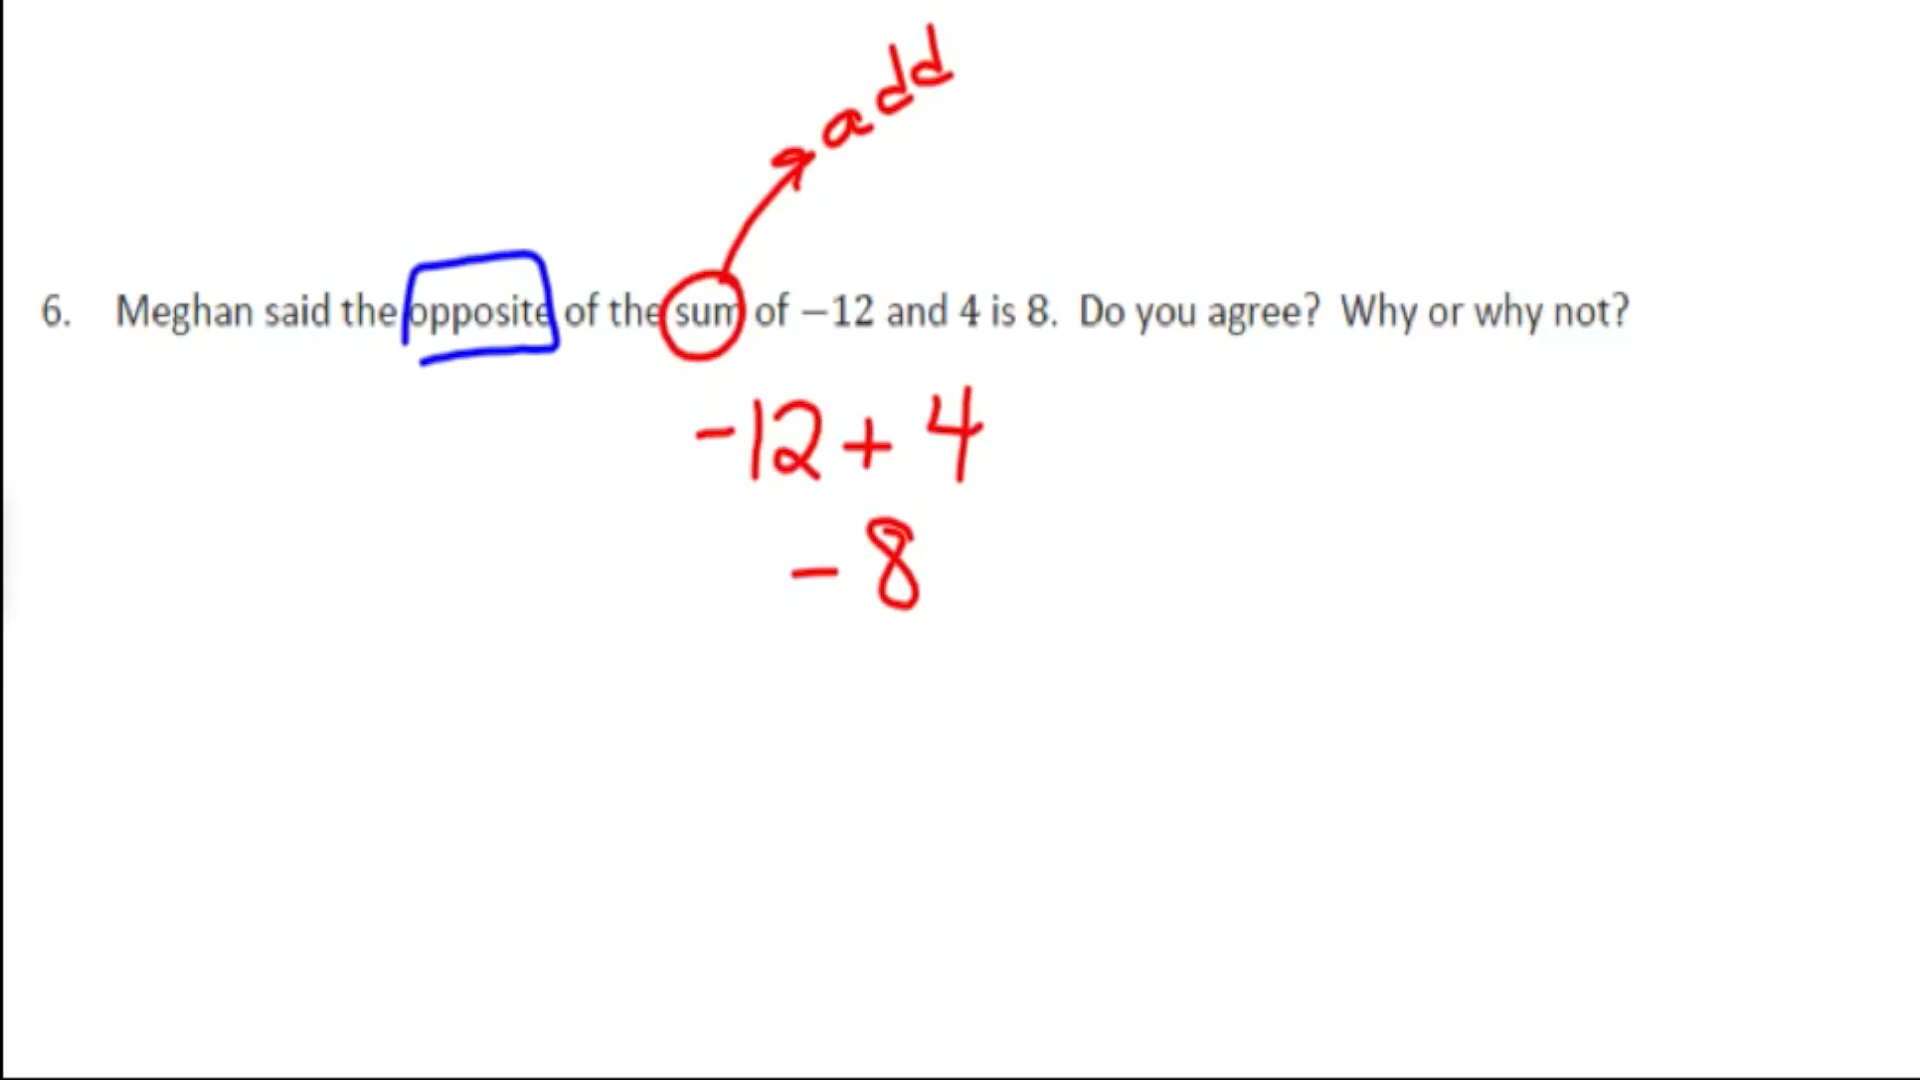 add
6. Meghan said the opposite of the sum of −12 and 4 is 8. Do you agree? Why or why not?
-12 + 4
- 8